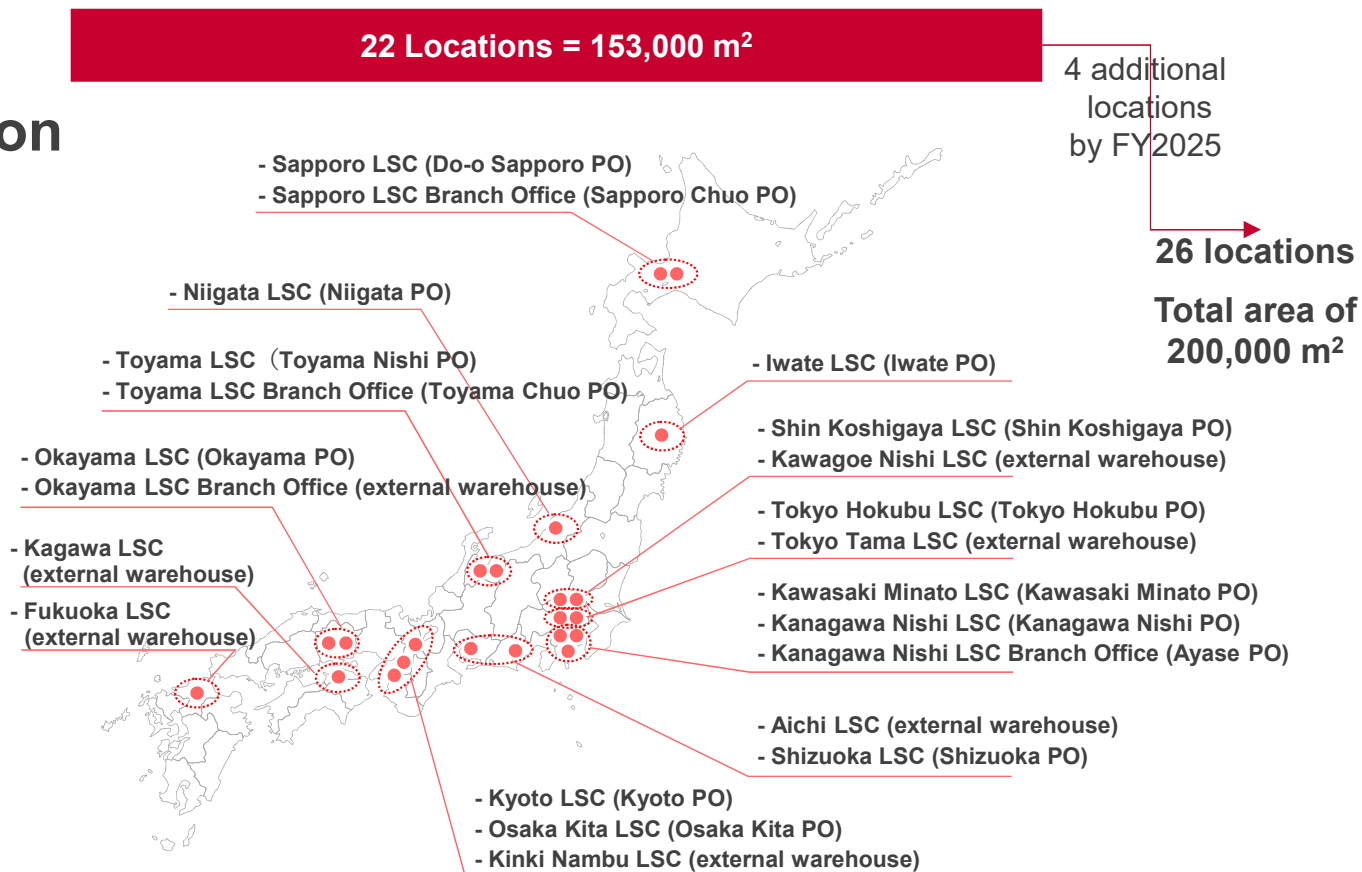 22 Locations = 153,000 m²
4 additional
locations
by FY2025
on
26 locations
Total area of
200,000 m²
- Sapporo LSC (Do-o Sapporo PO)
- Sapporo LSC Branch Office (Sapporo Chuo PO)
- Niigata LSC (Niigata PO)
- Toyama LSC（Toyama Nishi PO)
- Toyama LSC Branch Office (Toyama Chuo PO)
- Okayama LSC (Okayama PO)
- Okayama LSC Branch Office (external warehouse)
- Kagawa LSC
(external warehouse)
- Fukuoka LSC
(external warehouse)
- Iwate LSC (Iwate PO)
- Shin Koshigaya LSC (Shin Koshigaya PO)
- Kawagoe Nishi LSC (external warehouse)
- Tokyo Hokubu LSC (Tokyo Hokubu PO)
- Tokyo Tama LSC (external warehouse)
- Kawasaki Minato LSC (Kawasaki Minato PO)
- Kanagawa Nishi LSC (Kanagawa Nishi PO)
- Kanagawa Nishi LSC Branch Office (Ayase PO)
- Aichi LSC (external warehouse)
- Shizuoka LSC (Shizuoka PO)
- Kyoto LSC (Kyoto PO)
- Osaka Kita LSC (Osaka Kita PO)
- Kinki Nambu LSC (external warehouse)